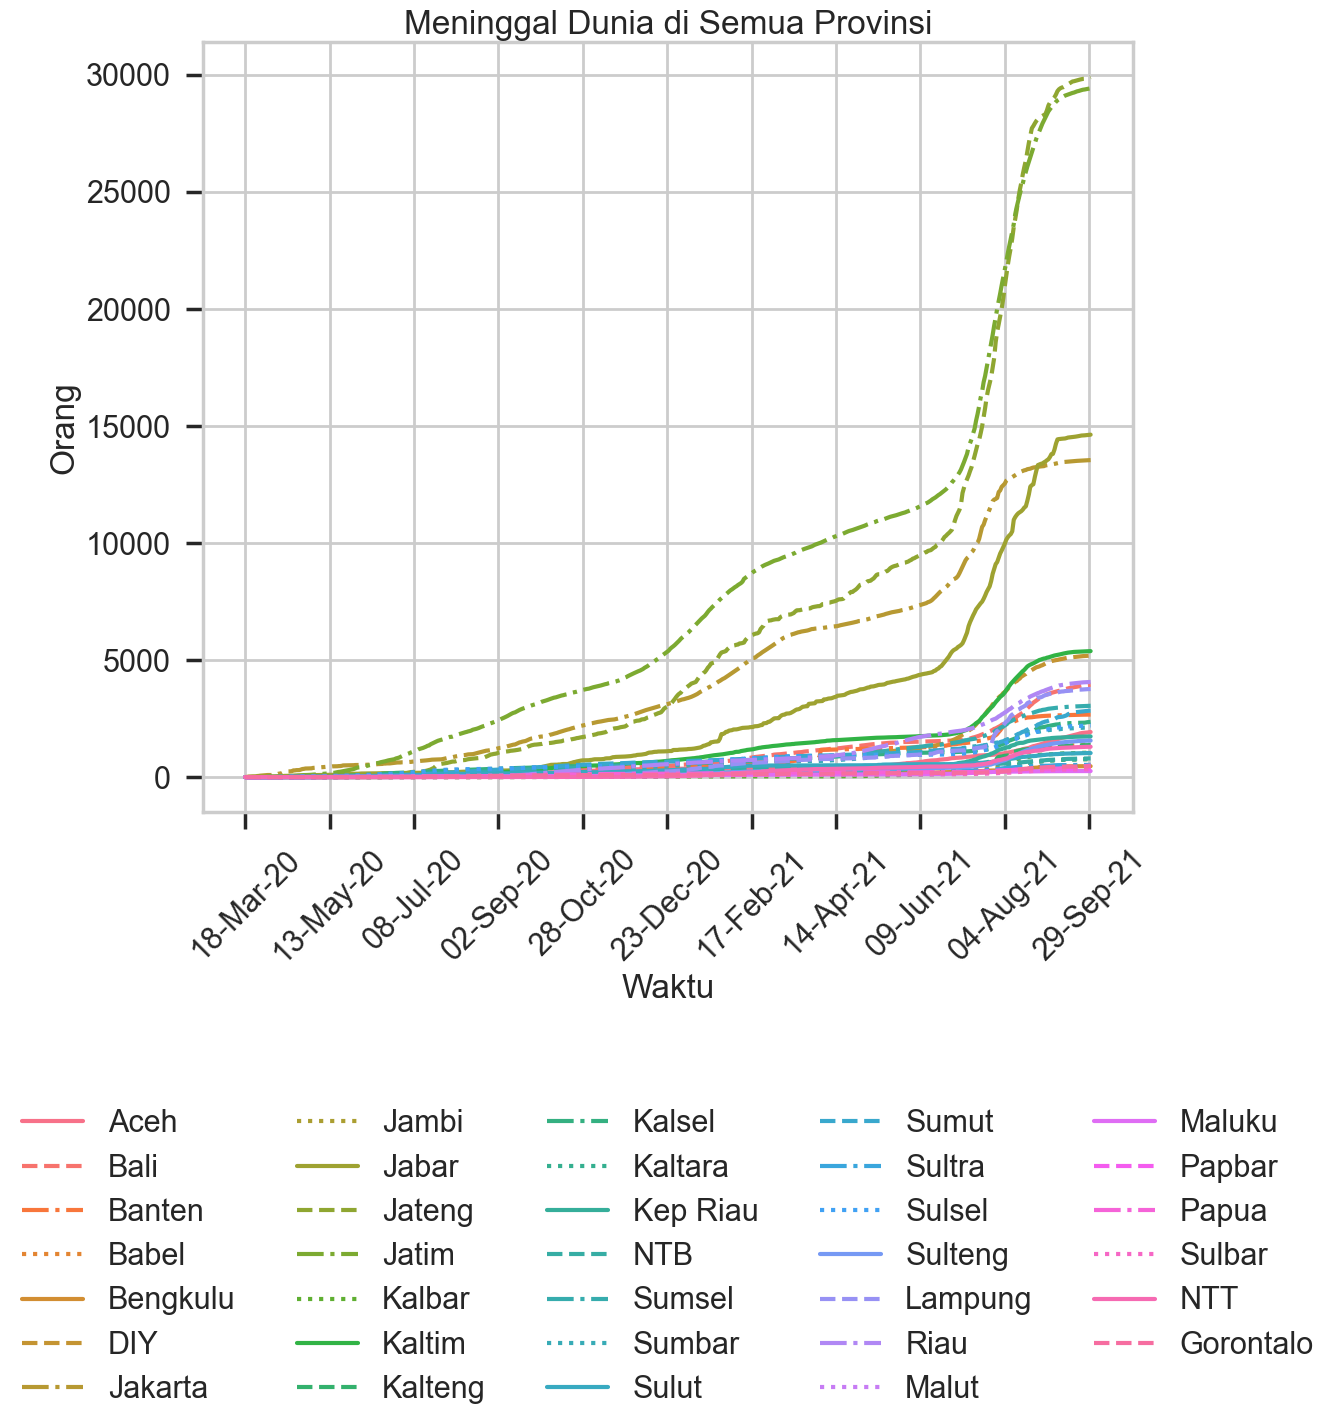 Meninggal Dunia di Semua Provinsi
30000
25000
20000
15000
10000
5000
0
Orang
18-Mar-20
13-May-20
08-Jul-20
02-Sep-20
28-Oct-20
23-Dec-20
17-Feb-21
14-Apr-21
09-Jun-21
04-Aug-21
29-Sep-21
Waktu
Aceh
Bali
Banten
Babel
Bengkulu
DIY
Jakarta
Jambi
Jabar
Jateng
Jatim
Kalbar
Kaltim
Kalteng
Kalsel
Kaltara
Kep Riau
NTB
Sumsel
Sumbar
Sulut
Sumut
Sultra
Sulsel
Sulteng
Lampung
Riau
Malut
Maluku
Papbar
Papua
Sulbar
NTT
Gorontalo